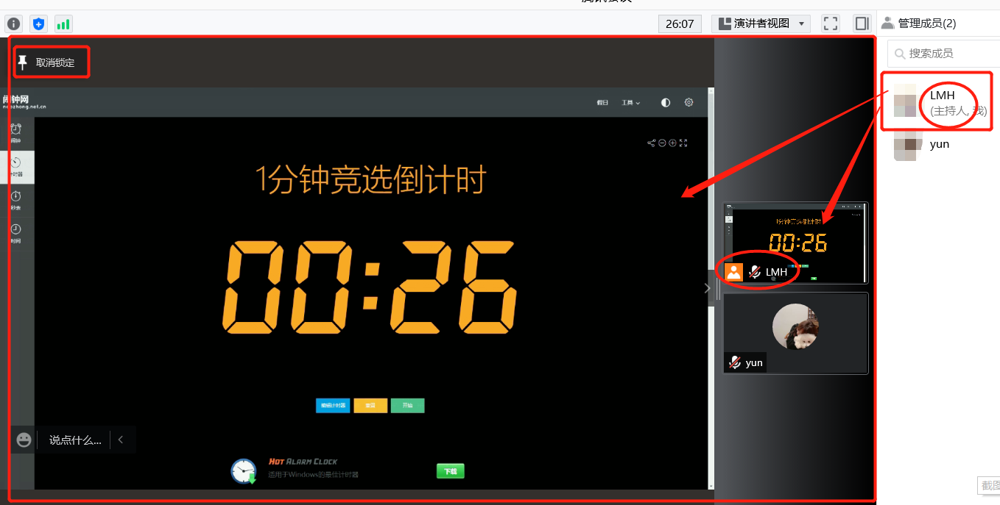 26:07
演讲者视图
管理成员(2)
取消锁定
搜索成员
闹钟网
naozhong.net.cn
假日
工具
LMH
(主持人, 我)
yun
闹钟
计时器
秒表
时间
1分钟竞选倒计时
00:26
1分钟竞选倒计时
00:26
LMH
yun
编辑计时器
重置
开始
说点什么...
HOT ALARM CLOCK
适用于Windows的最佳计时器
下载
截图